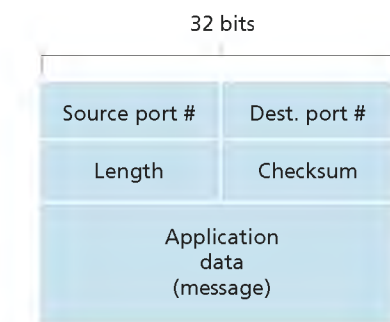 32 bits
Source port #
Dest. port #
Length
Checksum
Application
data
(message)